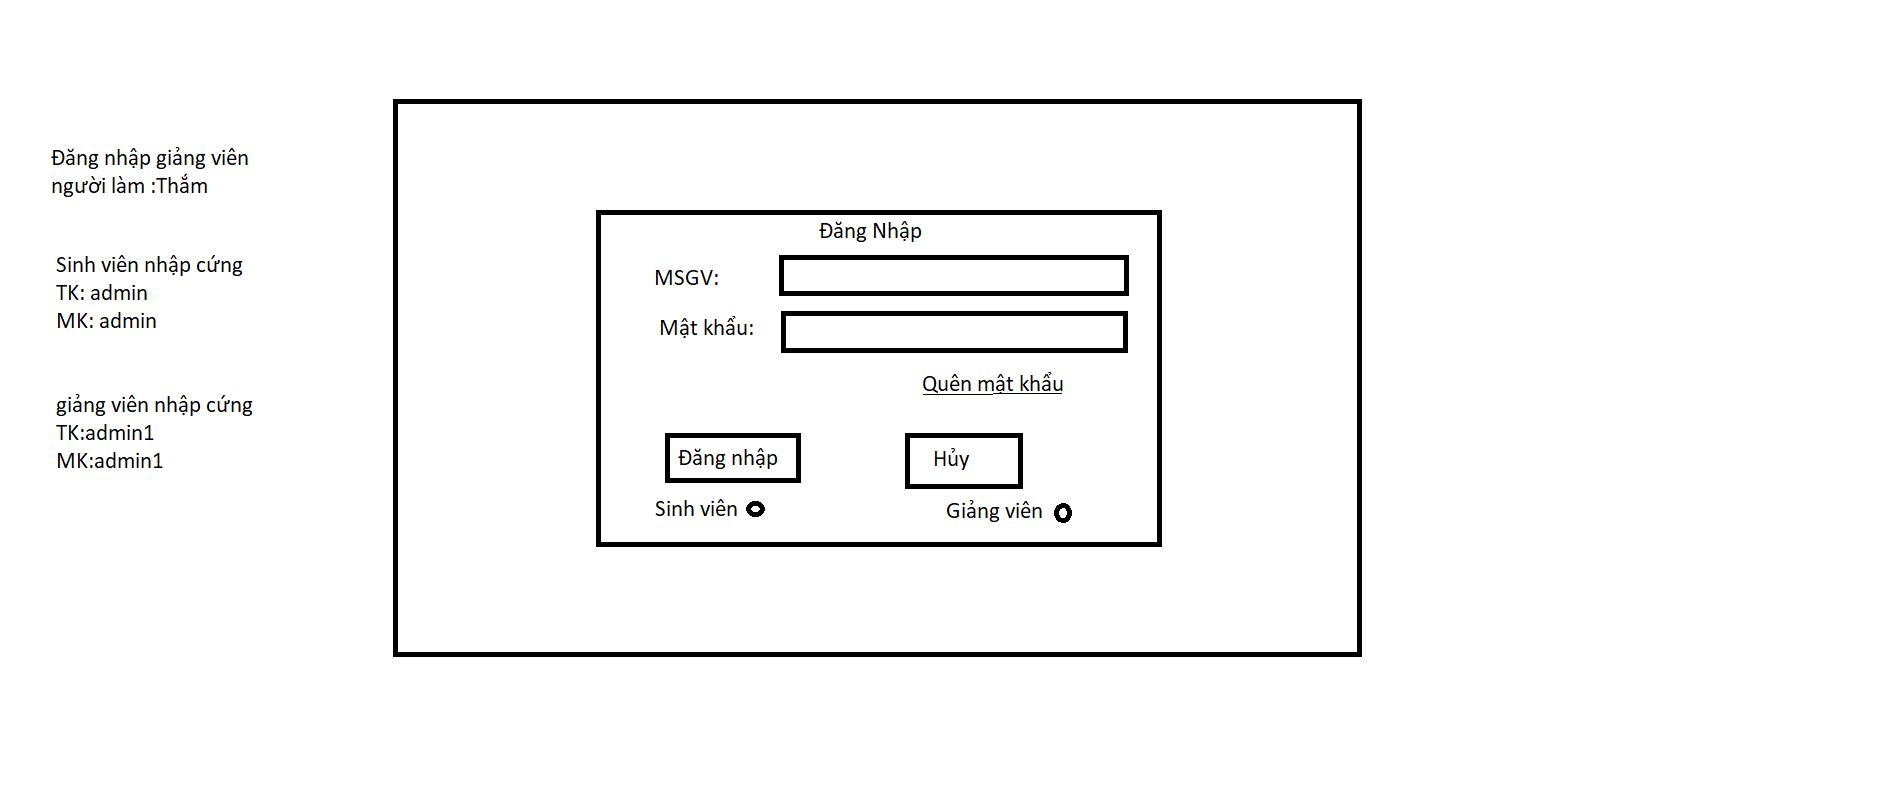 Đăng nhập giảng viên
người làm :Thắm
Sinh viên nhập cứng
TK: admin
MK: admin
giảng viên nhập cứng
TK:admin1
MK:admin1
Đăng Nhập
MSGV:
Mật khẩu:
Quên mật khẩu
Đăng nhập
Hủy
Sinh viên
Giảng viên